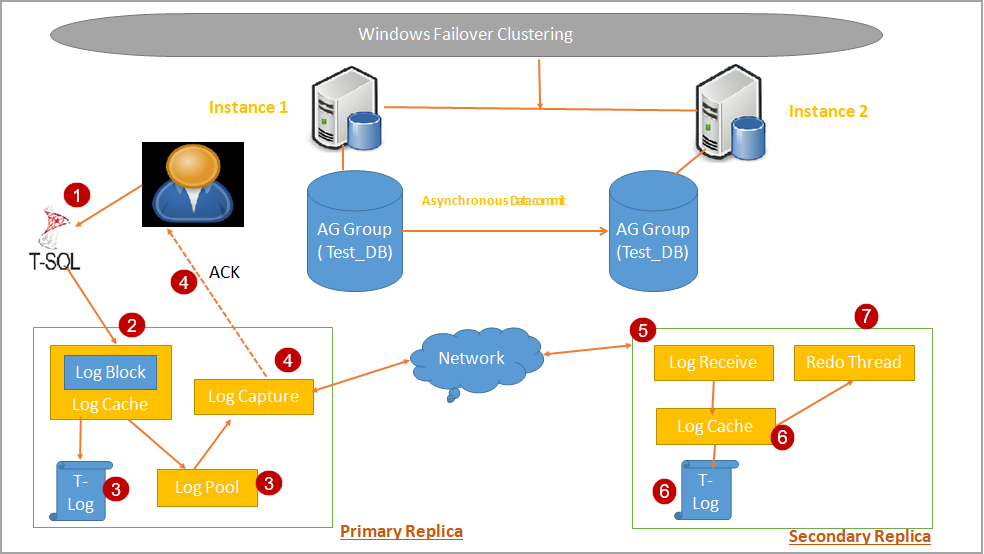 Windows Failover Clustering
Instance 1
Instance 2
Asynchronous Data commit
AG Group
( Test_DB)
AG Group
(Test_DB)
1
T-SQL
ACK
4
2
Log Block
Log Cache
4
Log Capture
3
T-
Log
Log Pool
3
Primary Replica
Network
5
7
Log Receive
Redo Thread
Log Cache
6
6
T-
Log
Secondary Replica